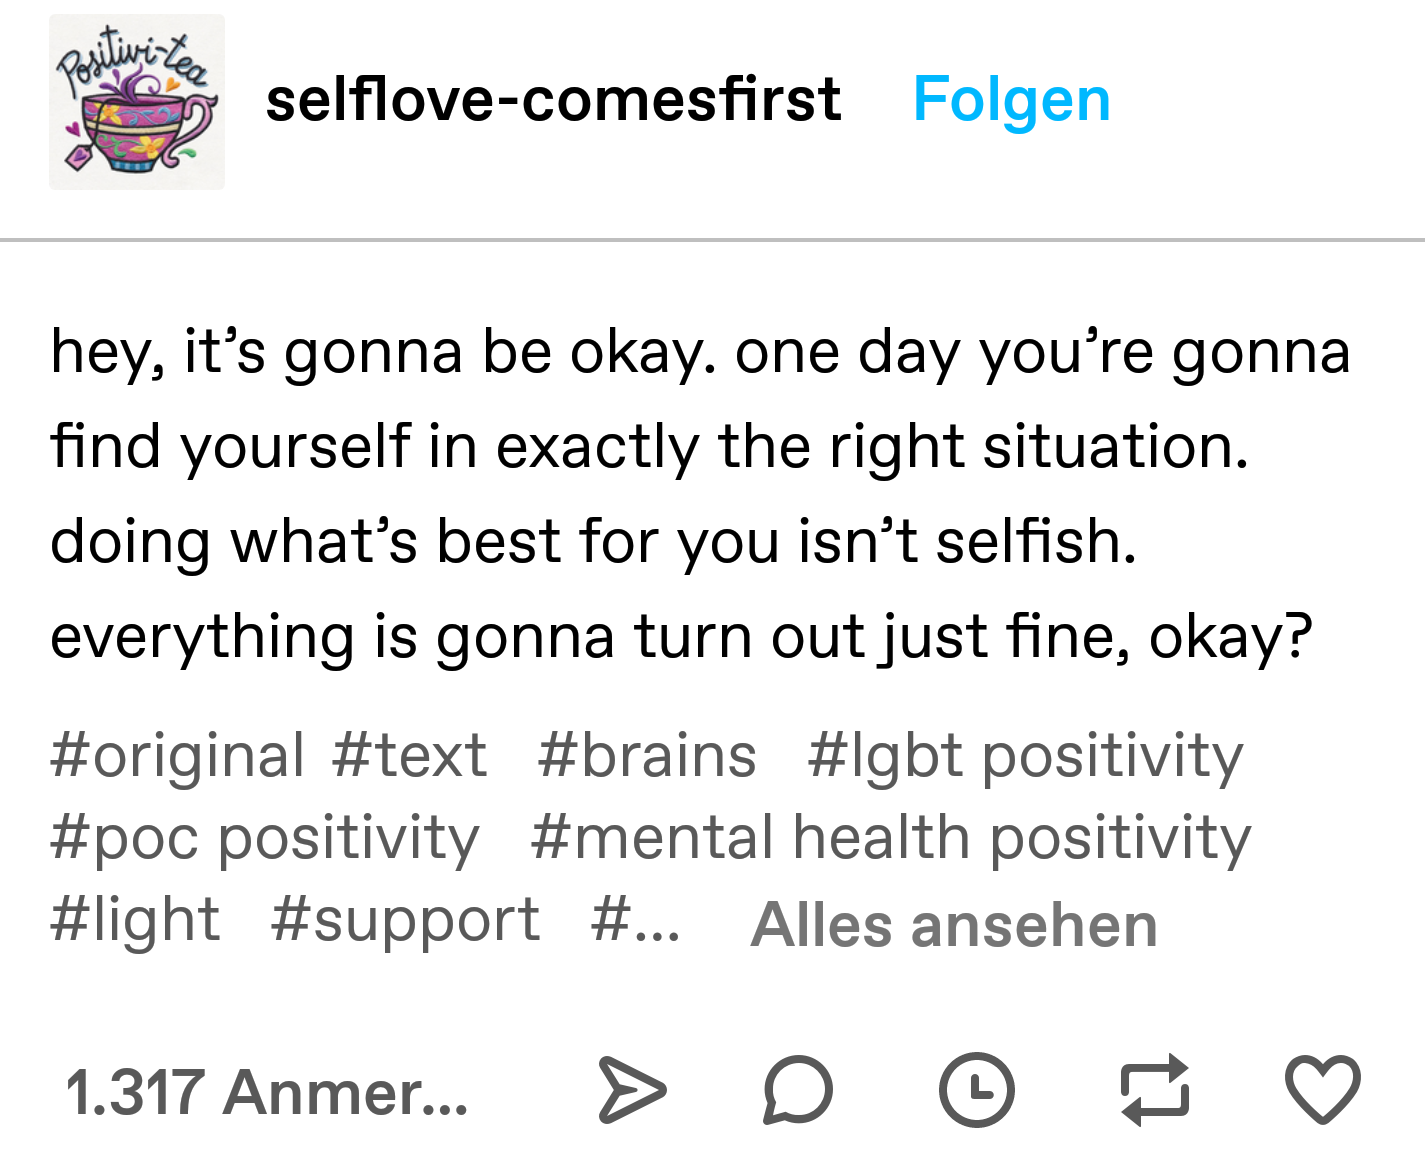 Positivi-tea
selflove-comesfirst Folgen
hey, it’s gonna be okay. one day you’re gonna
find yourself in exactly the right situation.
doing what’s best for you isn’t selfish.
everything is gonna turn out just fine, okay?
#original #text #brains #lgbt positivity
#poc positivity #mental health positivity
#light #support #... Alles ansehen
1.317 Anmer...